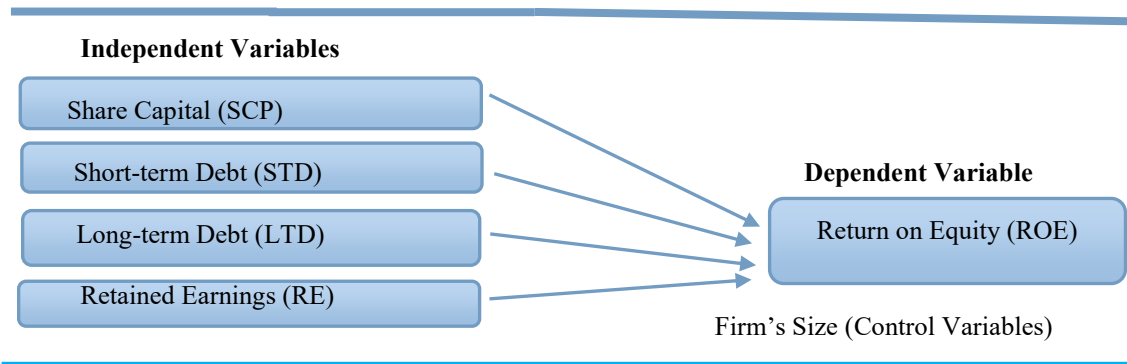 Independent Variables
Share Capital (SCP)
Short-term Debt (STD)
Long-term Debt (LTD)
Retained Earnings (RE)
Dependent Variable
Return on Equity (ROE)
Firm’s Size (Control Variables)